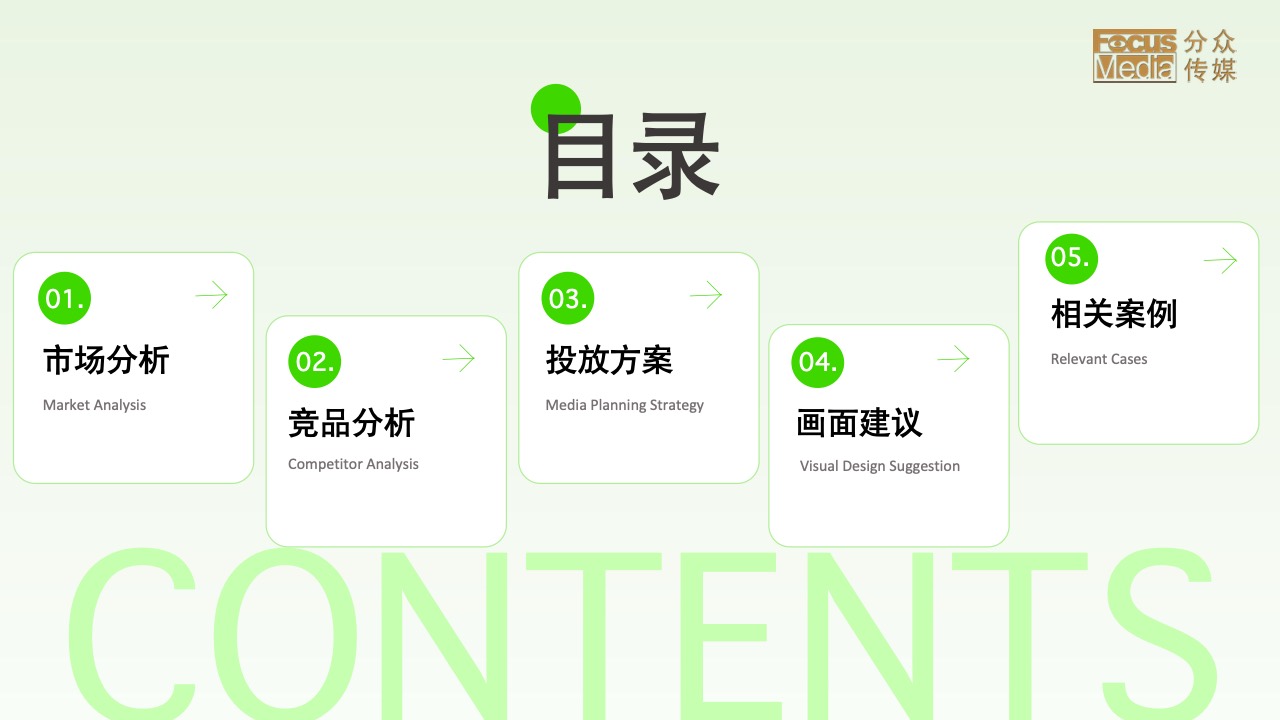 Focus 分众
Media 传媒
目录
01.
市场分析
Market Analysis
02.
竞品分析
Competitor Analysis
03.
投放方案
Media Planning Strategy
04.
画面建议
Visual Design Suggestion
05.
相关案例
Relevant Cases
CONTENTS